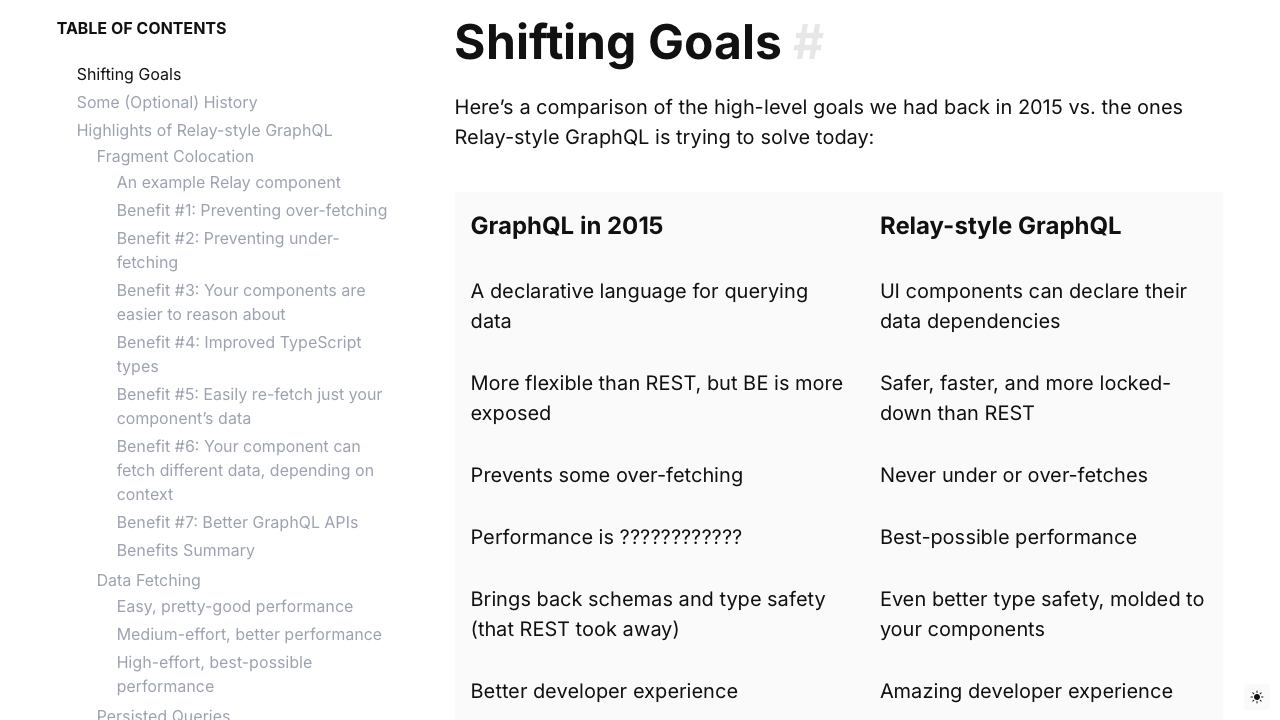 TABLE OF CONTENTS
Shifting Goals
Some (Optional) History
Highlights of Relay-style GraphQL
Fragment Colocation
An example Relay component
Benefit #1: Preventing over-fetching
Benefit #2: Preventing under-
fetching
Benefit #3: Your components are
easier to reason about
Benefit #4: Improved TypeScript
types
Benefit #5: Easily re-fetch just your
component’s data
Benefit #6: Your component can
fetch different data, depending on
context
Benefit #7: Better GraphQL APIs
Benefits Summary
Data Fetching
Easy, pretty-good performance
Medium-effort, better performance
High-effort, best-possible
performance
Persisted Queries
Shifting Goals #
Here’s a comparison of the high-level goals we had back in 2015 vs. the ones
Relay-style GraphQL is trying to solve today:
GraphQL in 2015
Relay-style GraphQL
A declarative language for querying
data
UI components can declare their
data dependencies
More flexible than REST, but BE is more
exposed
Safer, faster, and more locked-
down than REST
Prevents some over-fetching
Never under or over-fetches
Performance is ????????????
Best-possible performance
Brings back schemas and type safety
(that REST took away)
Even better type safety, molded to
your components
Better developer experience
Amazing developer experience